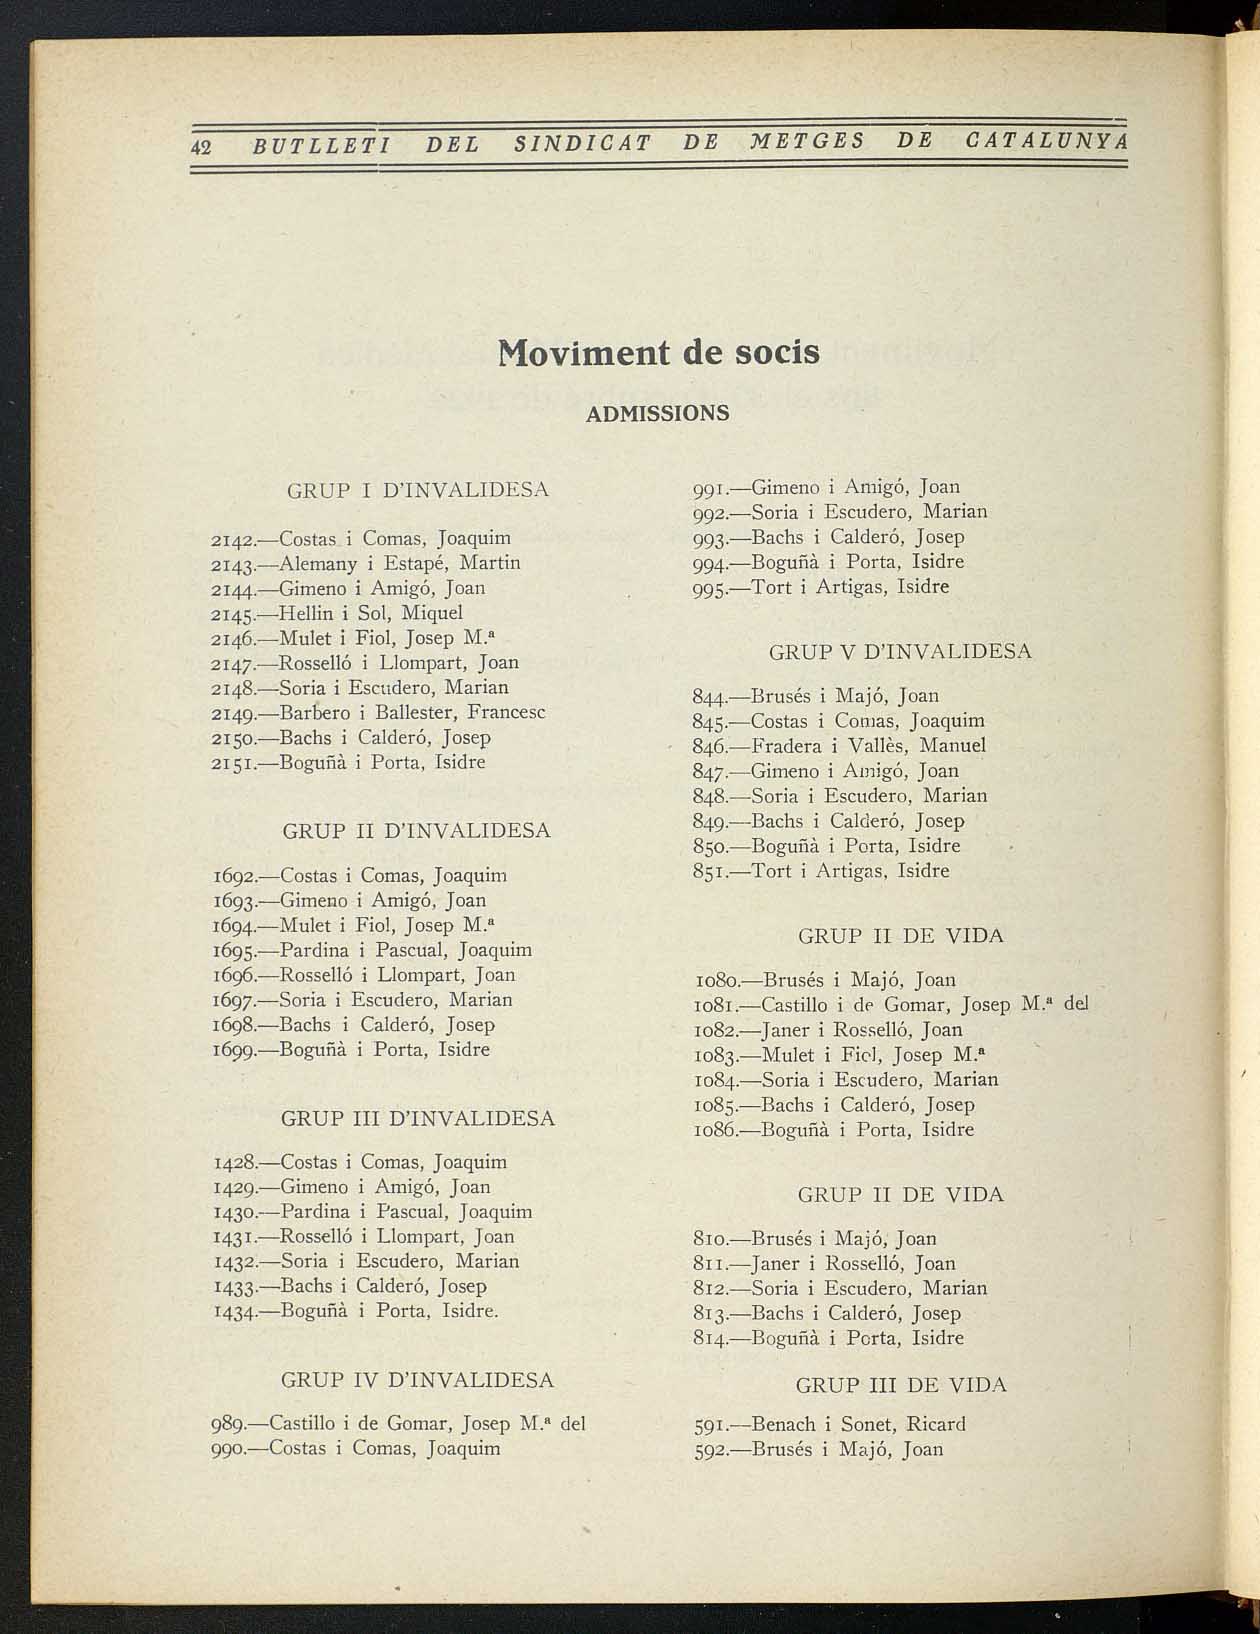 42 BUTLLETI DEL SINDICAT DE METGES DE CATALUNYA
Moviment de socis
ADMISSIONS
GRUP I D'INVALIDESA
2142.—Costas i Comas, Joaquim
2143.—Alemany i Estapé, Martin
2144.—Gimeno i Amigó, Joan
2145.—Hellin i Sol, Miquel
2146.—Mulet i Fiol, Josep M.ª
2147.—Rosselló i Llompart, Joan
2148.—Soria i Escudero, Marian
2149.—Barbero i Ballester, Francesc
2150.—Bachs i Calderó, Josep
2151.—Boguñà i Porta, Isidre
GRUP II D'INVALIDESA
1692.—Costas i Comas, Joaquim
1693.—Gimeno i Amigó, Joan
1694.—Mulet i Fiol, Josep M.ª
1695.—Pardina i Pascual, Joaquim
1696.—Rosselló i Llompart, Joan
1697.—Soria i Escudero, Marian
1698.—Bachs i Calderó, Josep
1699.—Boguñà i Porta, Isidre
GRUP III D'INVALIDESA
1428.—Costas i Comas, Joaquim
1429.—Gimeno i Amigó, Joan
1430.—Pardina i Pascual, Joaquim
1431.—Rosselló i Llompart, Joan
1432.—Soria i Escudero, Marian
1433.—Bachs i Calderó, Josep
1434.—Boguñà i Porta, Isidre.
GRUP IV D'INVALIDESA
989.—Castillo i de Gomar, Josep M.ª del
990.—Costas i Comas, Joaquim
991.—Gimeno i Amigó, Joan
992.—Soria i Escudero, Marian
993.—Bachs i Calderó, Josep
994.—Boguñà i Porta, Isidre
995.—Tort i Artigas, Isidre
GRUP V D'INVALIDESA
844.—Brusés i Majó, Joan
845.—Costas i Comas, Joaquim
846.—Fradera i Vallès, Manuel
847.—Gimeno i Amigó, Joan
848.—Soria i Escudero, Marian
849.—Bachs i Calderó, Josep
850.—Boguñà i Porta, Isidre
851.—Tort i Artigas, Isidre
GRUP II DE VIDA
1080.—Brusés i Majó, Joan
1081.—Castillo i de Gomar, Josep M.ª del
1082.—Janer i Rosselló, Joan
1083.—Mulet i Fiol, Josep M.ª
1084.—Soria i Escudero, Marian
1085.—Bachs i Calderó, Josep
1086.—Boguñà i Porta, Isidre
GRUP II DE VIDA
810.—Brusés i Majó, Joan
811.—Janer i Rosselló, Joan
812.—Soria i Escudero, Marian
813.—Bachs i Calderó, Josep
814.—Boguñà i Porta, Isidre
GRUP III DE VIDA
591.—Benach i Sonet, Ricard
592.—Brusés i Majó, Joan